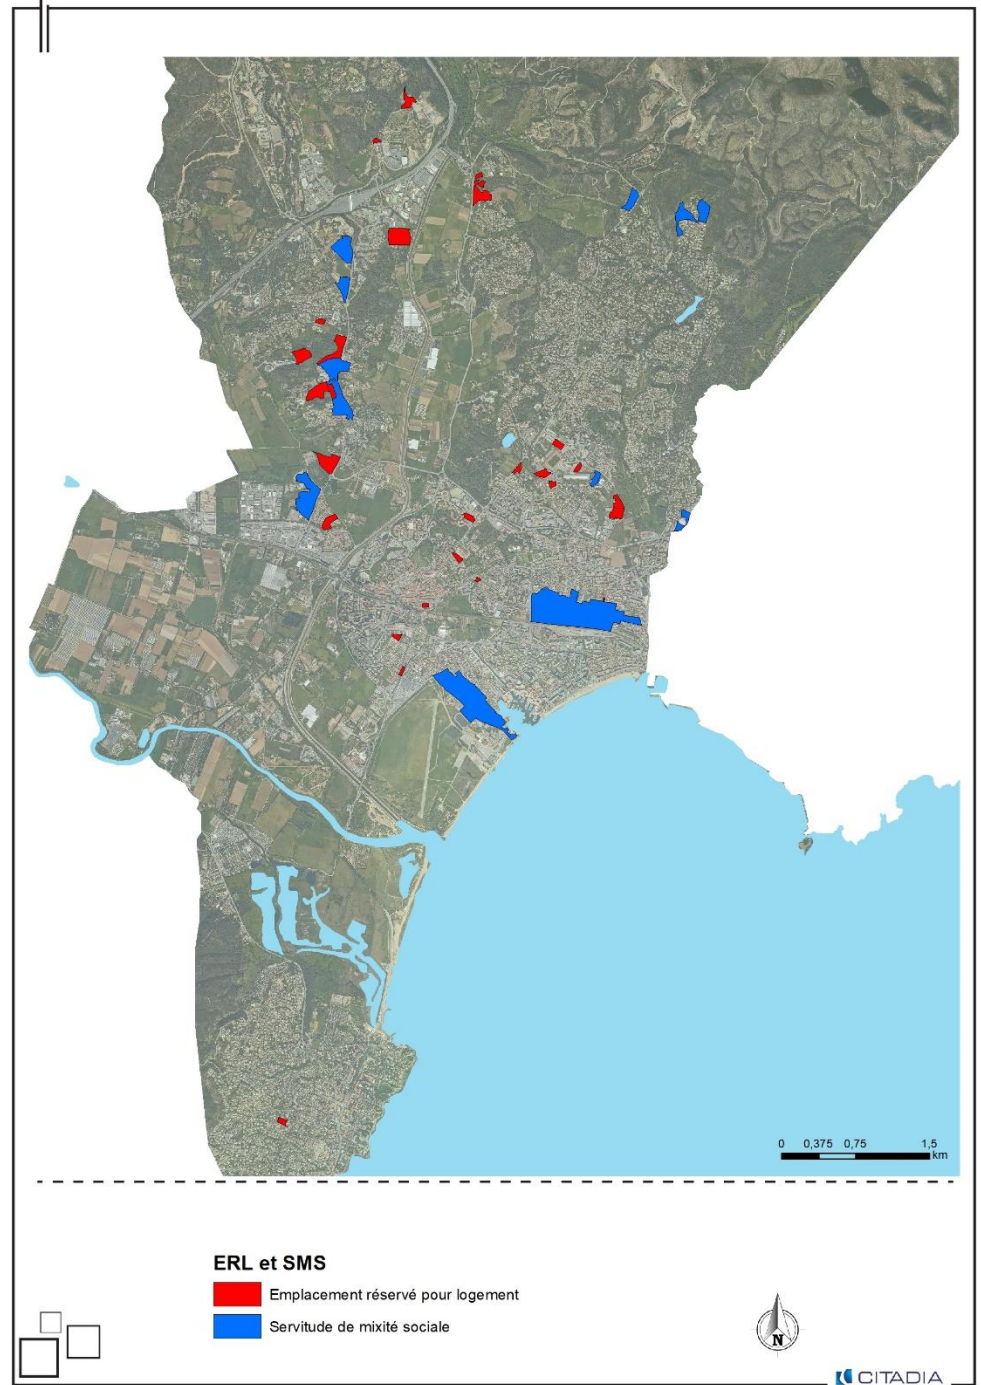 0 0,375 0,75 1,5
km
ERL et SMS
Emplacement réservé pour logement
Servitude de mixité sociale
N
CITADIA